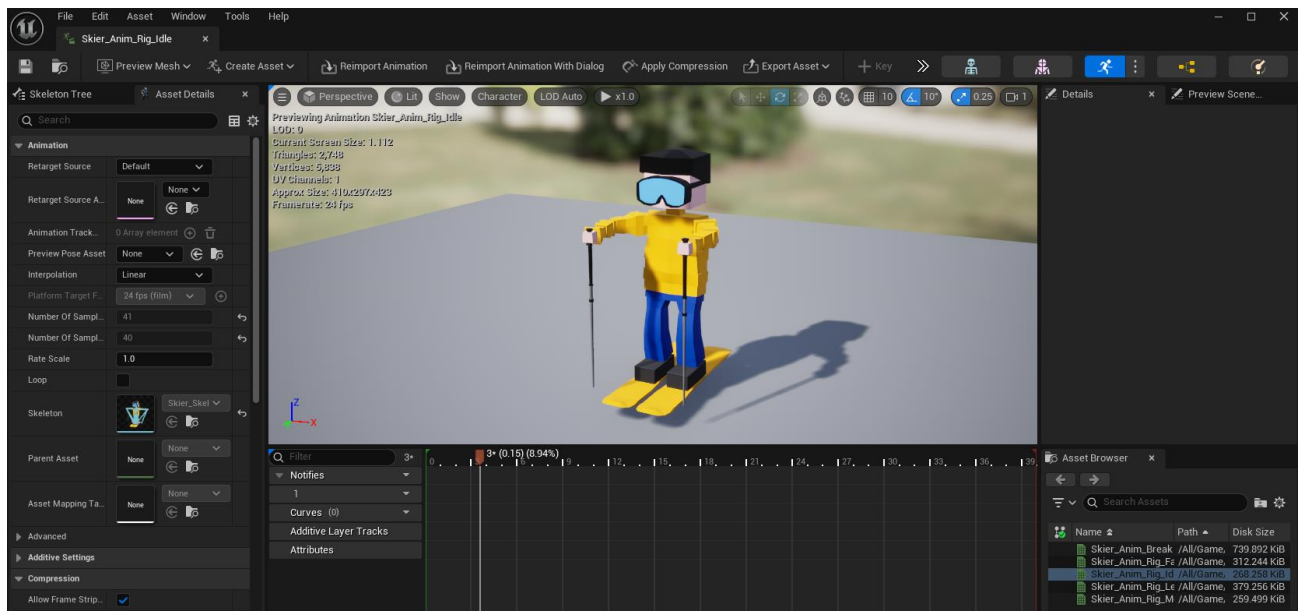 File Edit Asset Window Tools Help
Skier_Anim_Rig_Idle
Preview Mesh Create Asset Reimport Animation Reimport Animation With Dialog Apply Compression Export Asset Key
Skeleton Tree Asset Details
Search
Animation
Retarget Source Default
Retarget Source A... None None
Animation Track... 0 Array element
Preview Pose Asset None
Interpolation Linear
Platform Target F... 24 fps (film)
Number Of Sampl... 41
Number Of Sampl... 40
Rate Scale 1.0
Loop
Skeleton Skier_Skel
Parent Asset None None
Asset Mapping Ta... None None
Advanced
Additive Settings
Compression
Allow Frame Strip...
Perspective Lit Show Character LOD Auto x1.0 10 10° 0.25 1
Previewing Animation Skier_Anim_Rig_Idle
LOD: 0
Current Screen Size: 1.112
Triangles: 2,748
Vertices: 5,838
UV Channels: 1
Approx Size: 410x297x423
Framerate: 24 fps
Z
X
Filter 3*
Notifies
1
Curves (0)
Additive Layer Tracks
Attributes
3* (0.15) (8.94%)
0 6 9 12 15 18 21 24 27 30 33 36 39
Details Preview Scene...
Asset Browser
Search Assets
Name Path Disk Size
Skier_Anim_Break /All/Game, 739.892 KiB
Skier_Anim_Rig_Fa /All/Game, 312.244 KiB
Skier_Anim_Rig_Id /All/Game, 268.258 KiB
Skier_Anim_Rig_Le /All/Game, 379.256 KiB
Skier_Anim_Rig_M /All/Game, 259.499 KiB